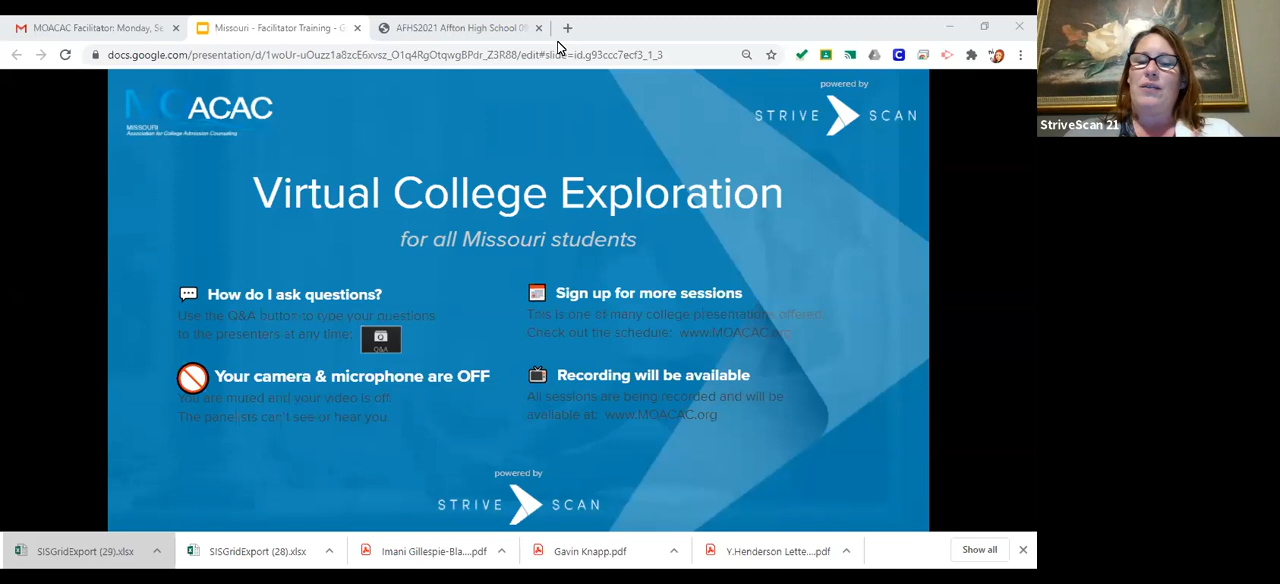 MOACAC Facilitator: Monday, Se
Missouri - Facilitator Training - G
AFHS2021 Affton High School 09
docs.google.com/presentation/d/1woUr-uOuzz1a8zcE6xvsz_O1q4RgOtqwgBPdr_Z3R88/edit#slide=id.g93ccc7ecf3_1_3
MOACAC
MISSOURI
Association for College Admission Counseling
powered by
STRIVE SCAN
Virtual College Exploration
for all Missouri students
How do I ask questions?
Use the Q&A button to type your questions
to the presenters at any time:
Q&A
Your camera & microphone are OFF
You are muted and your video is off.
The panelists can't see or hear you.
Sign up for more sessions
This is one of many college presentations offered.
Check out the schedule: www.MOACAC.org
Recording will be available
All sessions are being recorded and will be
available at: www.MOACAC.org
powered by
STRIVE SCAN
StriveScan 21
SISGridExport (29).xlsx
SISGridExport (28).xlsx
Imani Gillespie-Bla....pdf
Gavin Knapp.pdf
Y.Henderson Lette....pdf
Show all